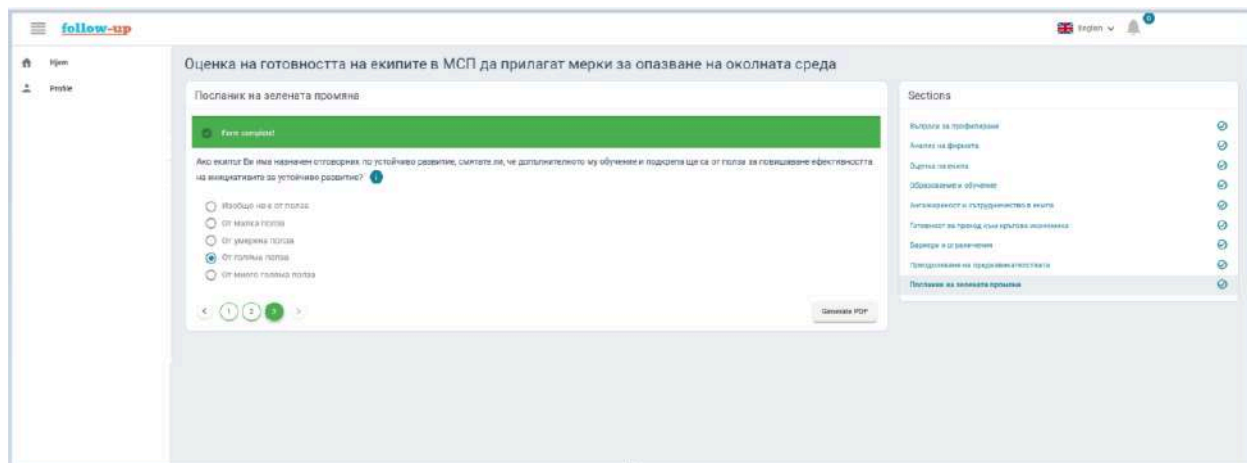 follow-up
English
0
Hjem
Profile
Оценка на готовността на екипите в МСП да прилагат мерки за опазване на околната среда
Посланик на зелената промяна
Form complete!
Ако екипът Ви има назначен отговорник по устойчиво развитие, смятате ли, че допълнителното му обучение и подкрепа ще са от полза за повишаване ефективността
на инициативите за устойчиво развитие?
Изобщо не е от полза
От малка полза
От умерена полза
От голяма полза
От много голяма полза
1 2 3
Generate PDF
Sections
Въпроси за профилиране
Анализ на фирмата
Оценка на екипа
Образование и обучение
Ангажираност и сътрудничество в екипа
Готовност за преход към кръгова икономика
Бариери и ограничения
Преодоляване на предизвикателствата
Посланик на зелената промяна